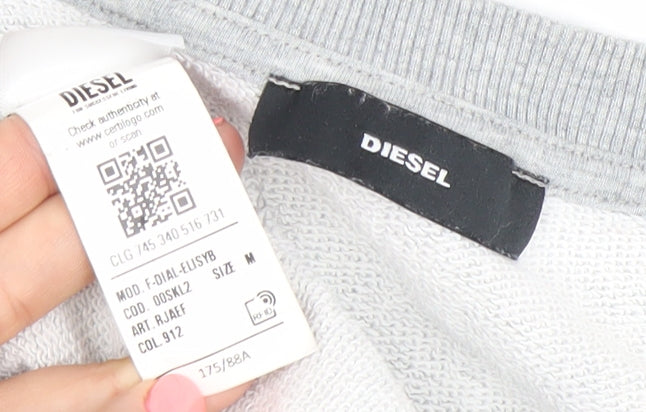 DIESEL
Check authenticity at
www.certilogo.com
or scan
CLG 745 340 516 731
MOD. F-DIAL-ELISYB
COD. 00SKL2 SIZE M
ART. RJAEF
COL. 912
175/88A
DIESEL